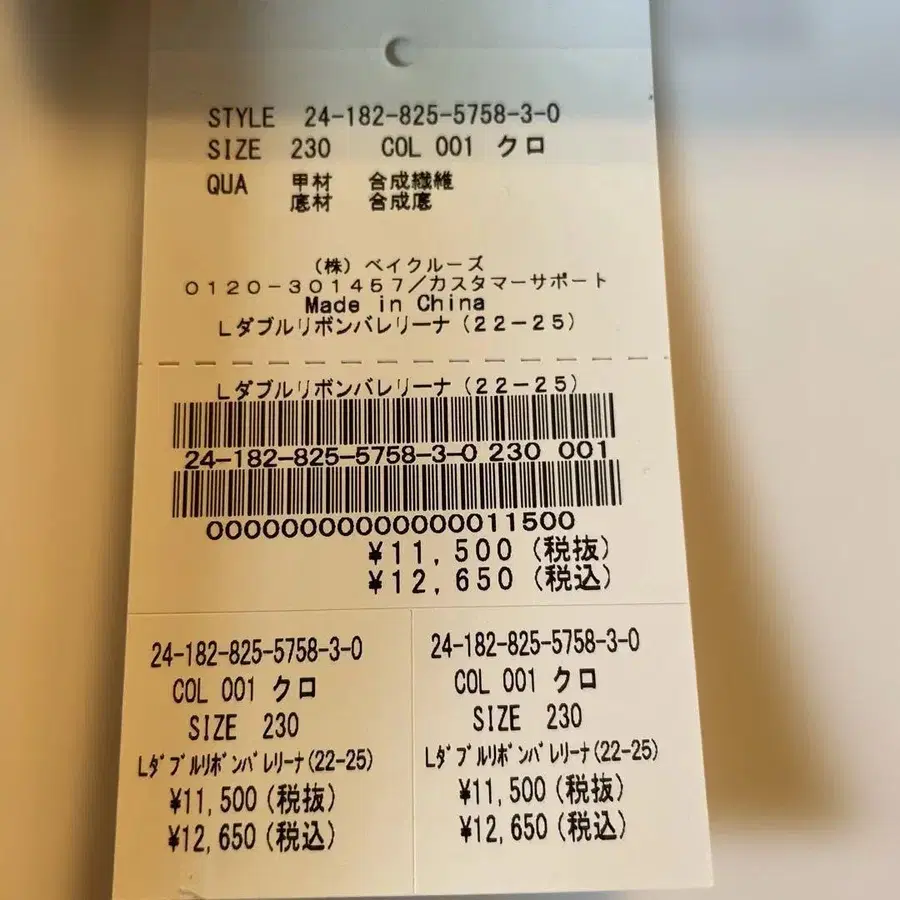 STYLE 24-182-825-5758-3-0
SIZE 230 COL 001 クロ
QUA 甲材 合成繊維
底材 合成底
(株)ベイクルーズ
0120-301457/カスタマーサポート
Made in China
Lダブルリボンバレリーナ(22-25)
Lダブルリボンバレリーナ(22-25)
24-182-825-5758-3-0 230 001
00000000000000011500
¥11,500(税抜)
¥12,650(税込)
24-182-825-5758-3-0
COL 001 クロ
SIZE 230
Lダブルリボンバレリーナ(22-25)
¥11,500(税抜)
¥12,650(税込)
24-182-825-5758-3-0
COL 001 クロ
SIZE 230
Lダブルリボンバレリーナ(22-25)
¥11,500(税抜)
¥12,650(税込)